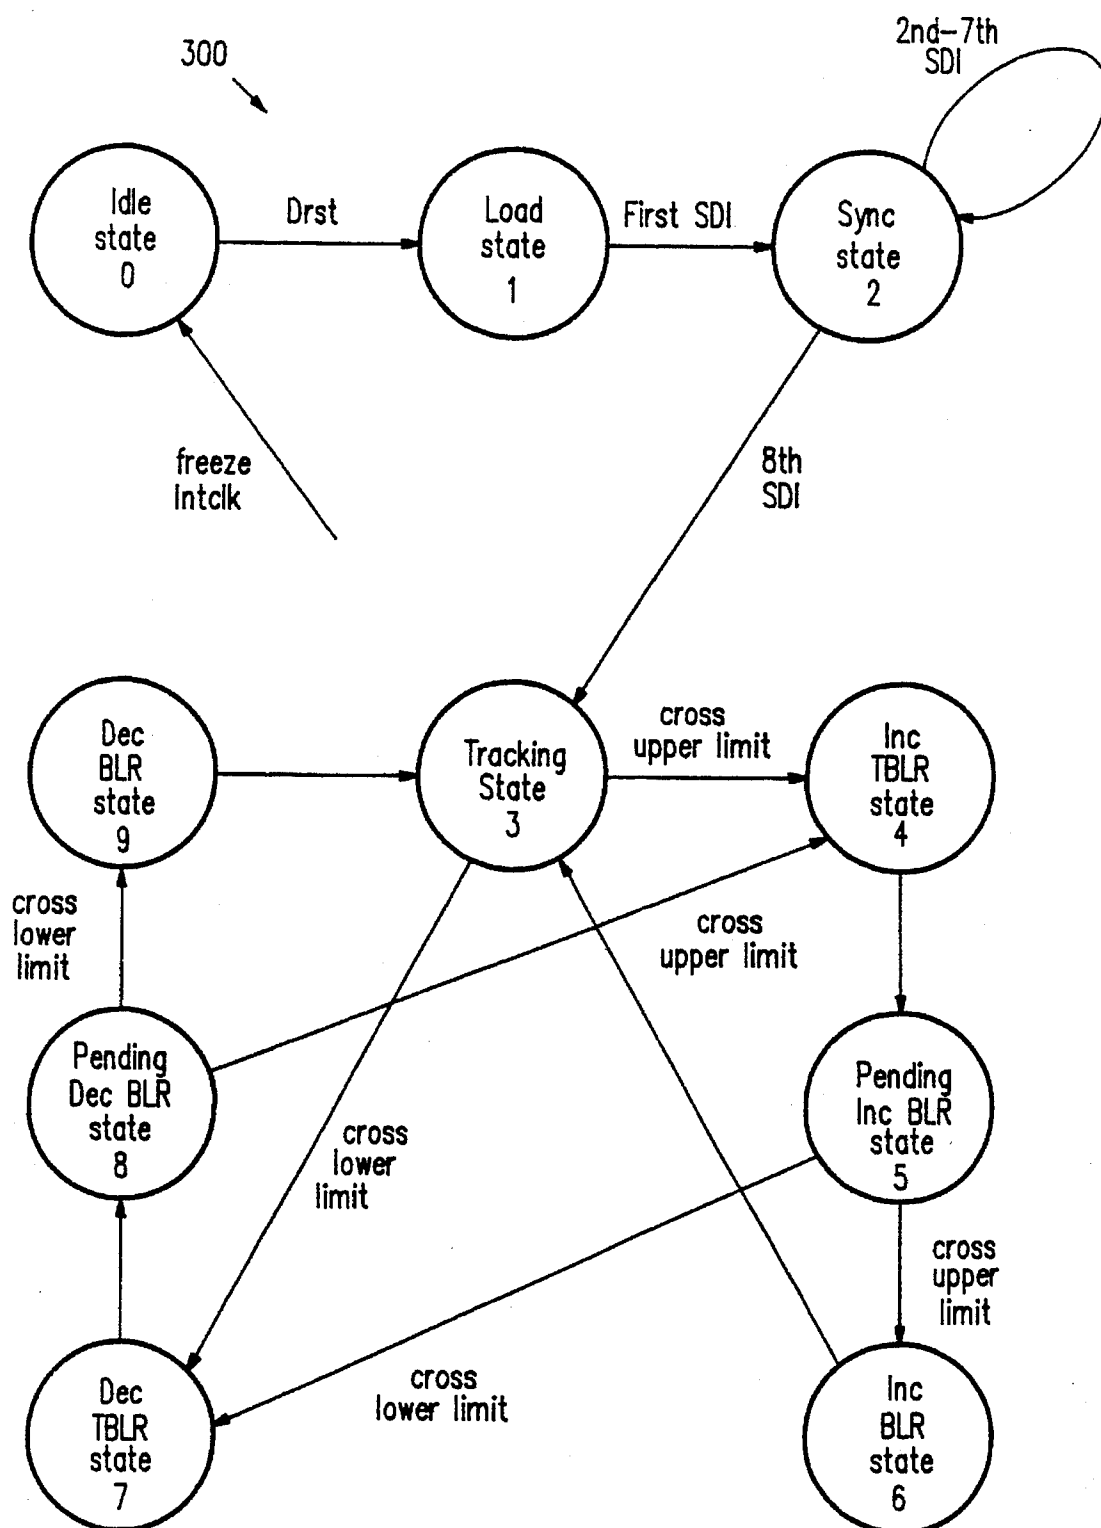 300
2nd-7th
SDI
Idle
state
0
Drst
Load
state
1
First SDI
Sync
state
2
freeze
Intclk
8th
SDI
Dec
BLR
state
9
Tracking
State
3
cross
upper limit
Inc
TBLR
state
4
cross
lower
limit
cross
upper limit
Pending
Dec BLR
state
8
cross
lower
limit
Pending
Inc BLR
state
5
cross
upper
limit
Dec
TBLR
state
7
cross
lower limit
Inc
BLR
state
6